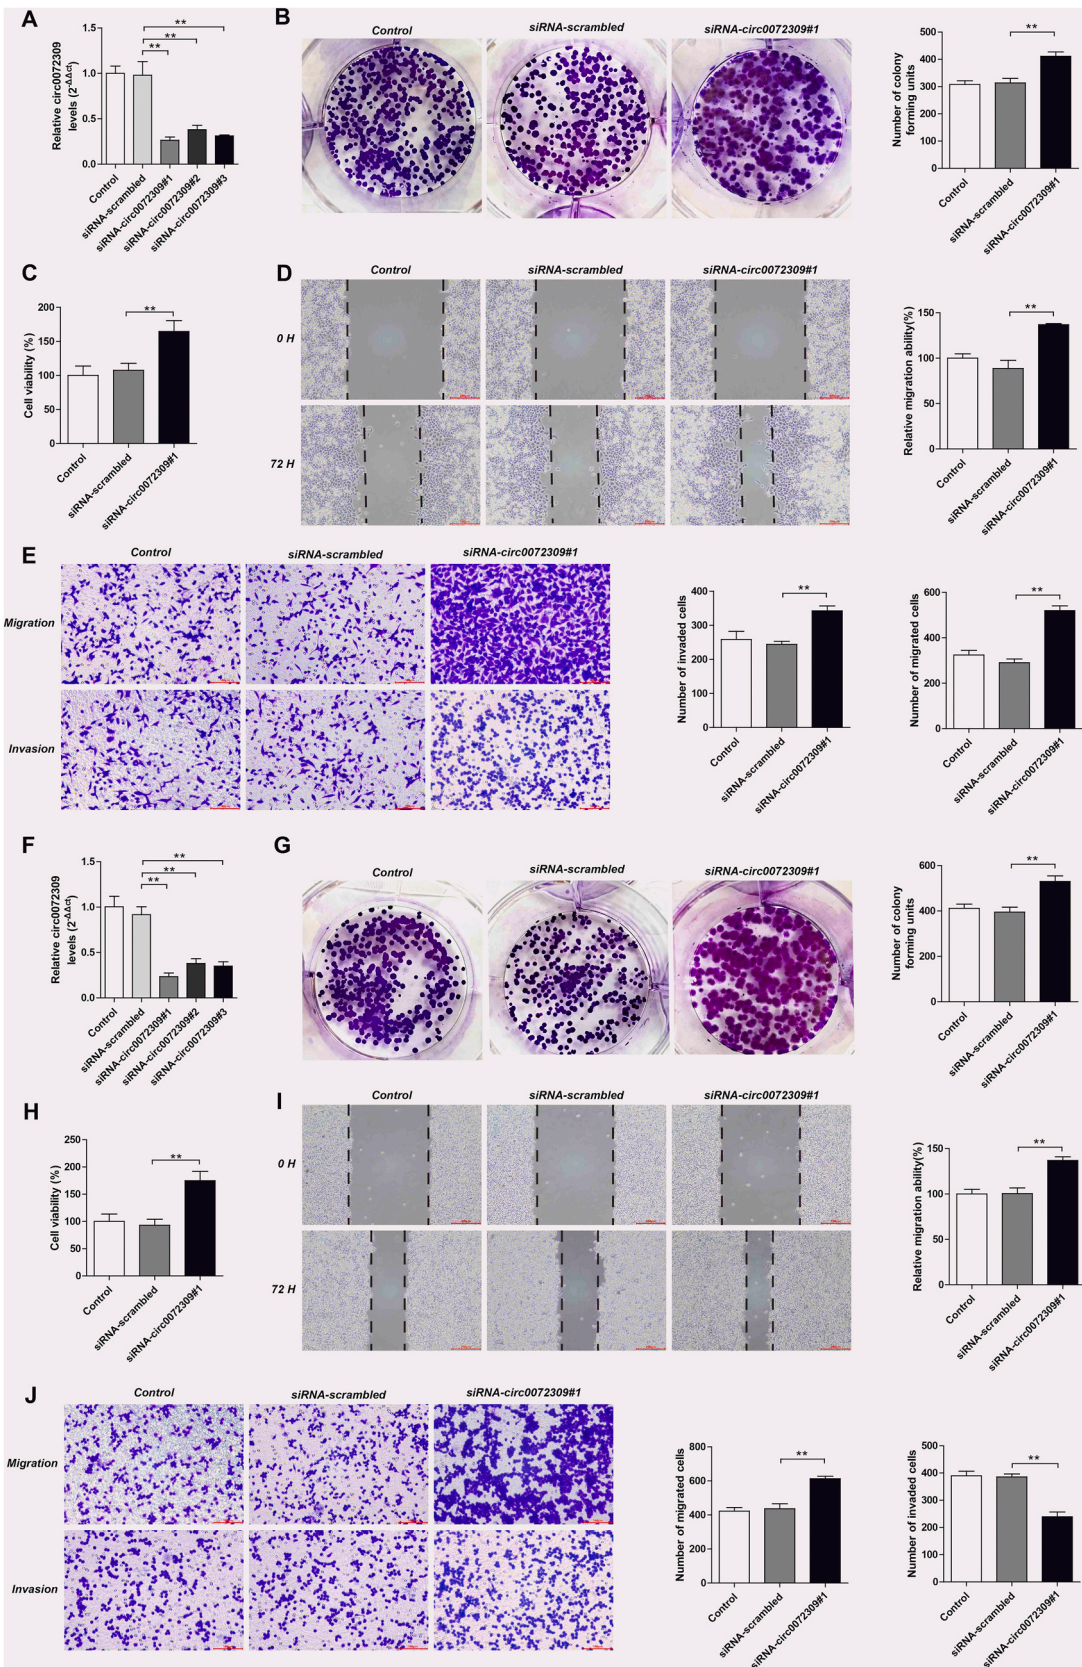 A
Relative circ0072309
levels (2-ΔΔct)
1.5
1.0
0.5
0.0
**
**
**
Control
siRNA-scrambled
siRNA-circ0072309#1
siRNA-circ0072309#2
siRNA-circ0072309#3
B
Control
siRNA-scrambled
siRNA-circ0072309#1
Number of colony
forming units
500
400
300
200
100
0
**
Control
siRNA-scrambled
siRNA-circ0072309#1
C
Cell viability (%)
200
150
100
50
0
**
Control
siRNA-scrambled
siRNA-circ0072309#1
D
Control
siRNA-scrambled
siRNA-circ0072309#1
0 H
72 H
Relative migration ability(%)
150
100
50
0
**
Control
siRNA-scrambled
siRNA-circ0072309#1
E
Control
siRNA-scrambled
siRNA-circ0072309#1
Migration
Invasion
Number of invaded cells
400
300
200
100
0
**
Control
siRNA-scrambled
siRNA-circ0072309#1
Number of migrated cells
600
400
200
0
**
Control
siRNA-scrambled
siRNA-circ0072309#1
F
Relative circ0072309
levels (2-ΔΔct)
1.5
1.0
0.5
0.0
**
**
**
Control
siRNA-scrambled
siRNA-circ0072309#1
siRNA-circ0072309#2
siRNA-circ0072309#3
G
Control
siRNA-scrambled
siRNA-circ0072309#1
Number of colony
forming units
600
400
200
0
**
Control
siRNA-scrambled
siRNA-circ0072309#1
H
Cell viability (%)
250
200
150
100
50
0
**
Control
siRNA-scrambled
siRNA-circ0072309#1
I
Control
siRNA-scrambled
siRNA-circ0072309#1
0 H
72 H
Relative migration ability(%)
150
100
50
0
**
Control
siRNA-scrambled
siRNA-circ0072309#1
J
Control
siRNA-scrambled
siRNA-circ0072309#1
Migration
Invasion
Number of migrated cells
800
600
400
200
0
**
Control
siRNA-scrambled
siRNA-circ0072309#1
Number of invaded cells
500
400
300
200
100
0
**
Control
siRNA-scrambled
siRNA-circ0072309#1